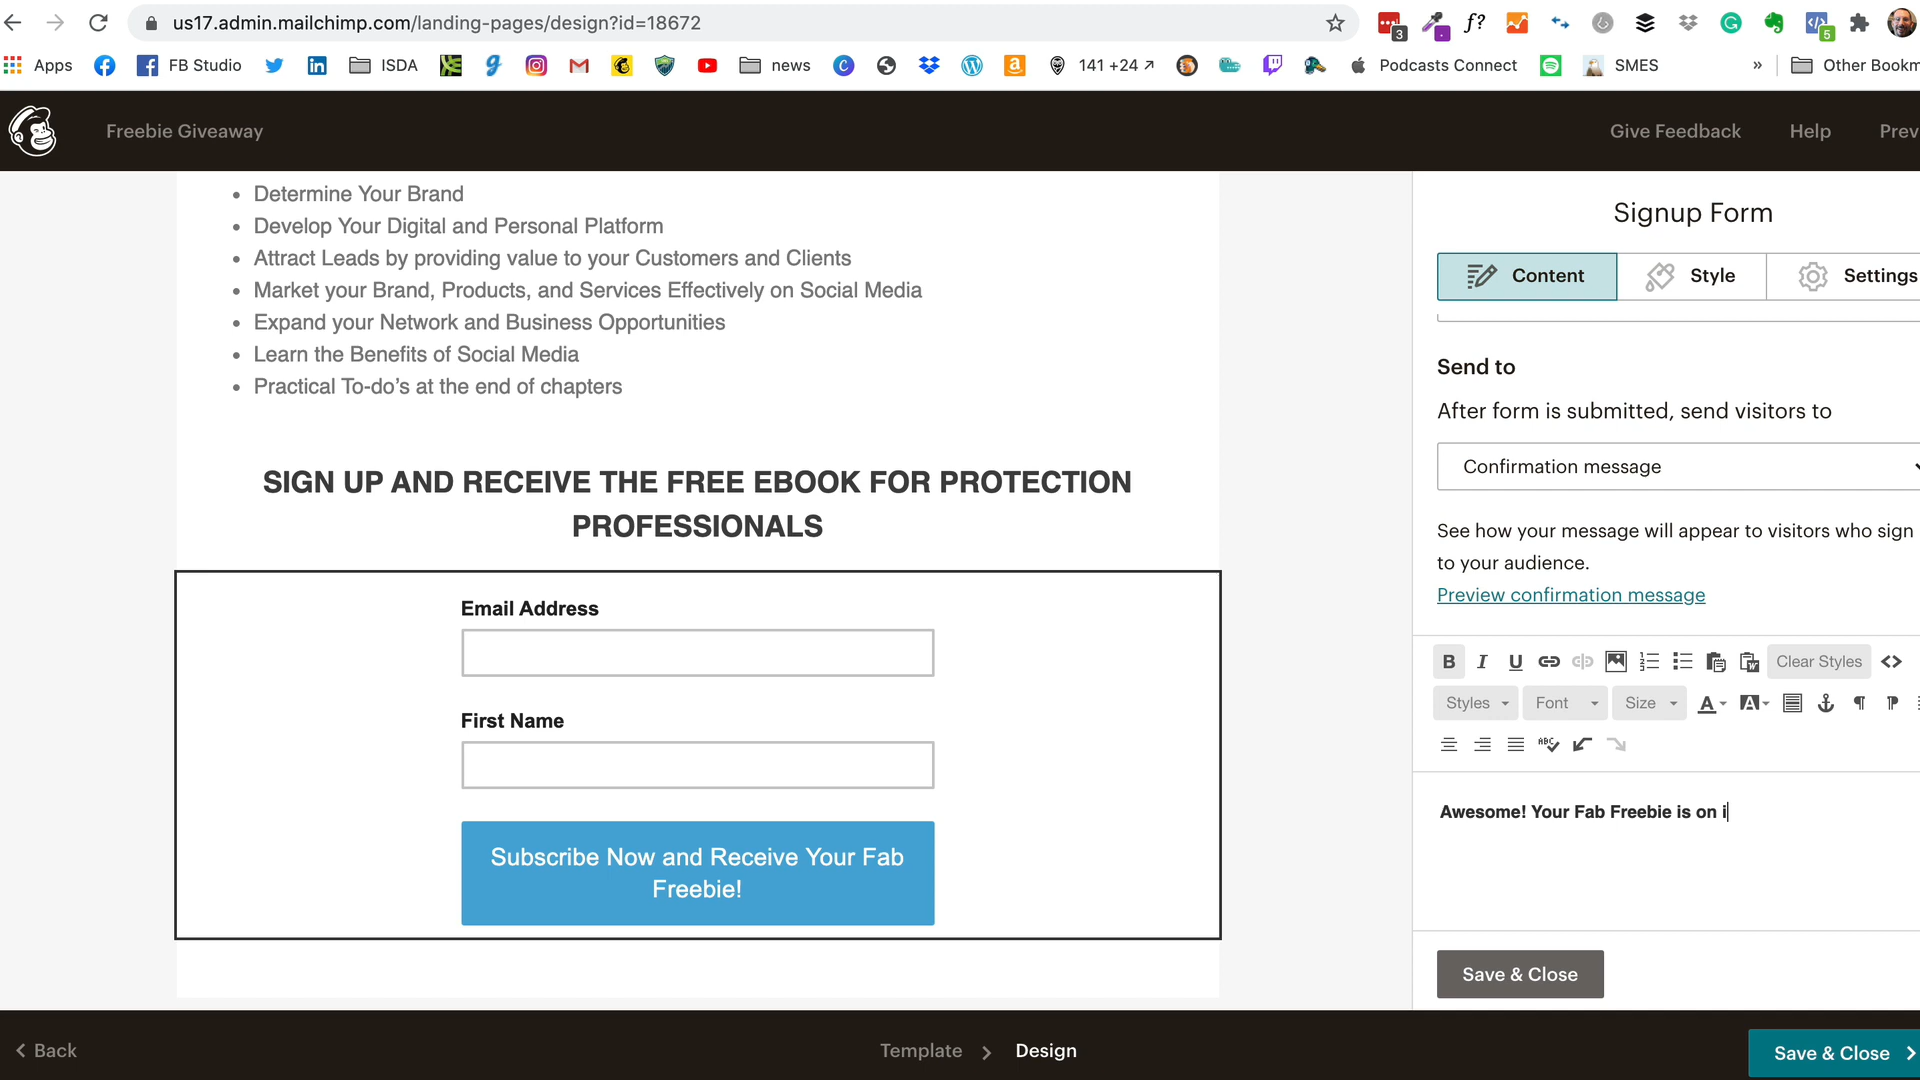 us17.admin.mailchimp.com/landing-pages/design?id=18672
3
f?
5
Apps
FB Studio
ISDA
news
141 +24
Podcasts Connect
SMES
»
Other Bookm
Freebie Giveaway
Give Feedback
Help
Prev
Determine Your Brand
Develop Your Digital and Personal Platform
Attract Leads by providing value to your Customers and Clients
Market your Brand, Products, and Services Effectively on Social Media
Expand your Network and Business Opportunities
Learn the Benefits of Social Media
Practical To-do’s at the end of chapters
SIGN UP AND RECEIVE THE FREE EBOOK FOR PROTECTION
PROFESSIONALS
Email Address
First Name
Subscribe Now and Receive Your Fab
Freebie!
Signup Form
Content
Style
Settings
Send to
After form is submitted, send visitors to
Confirmation message
See how your message will appear to visitors who sign
to your audience.
Preview confirmation message
B I U Clear Styles <>
Styles Font Size A A
ABC
Awesome! Your Fab Freebie is on i
Save & Close
Back
Template
Design
Save & Close